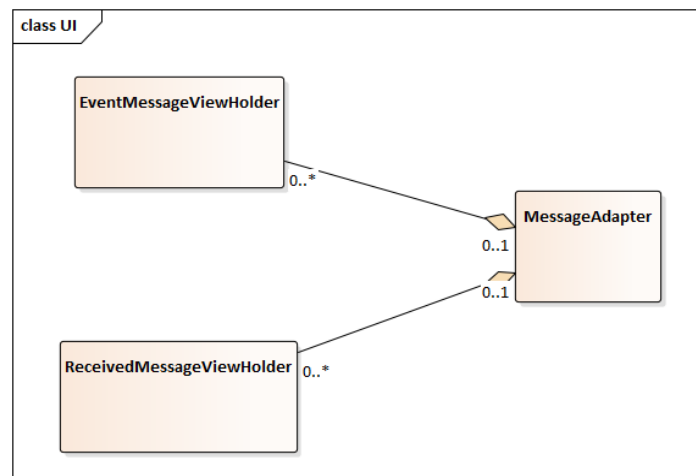 class UI
EventMessageViewHolder
0..*
MessageAdapter
0..1
0..1
ReceivedMessageViewHolder
0..*